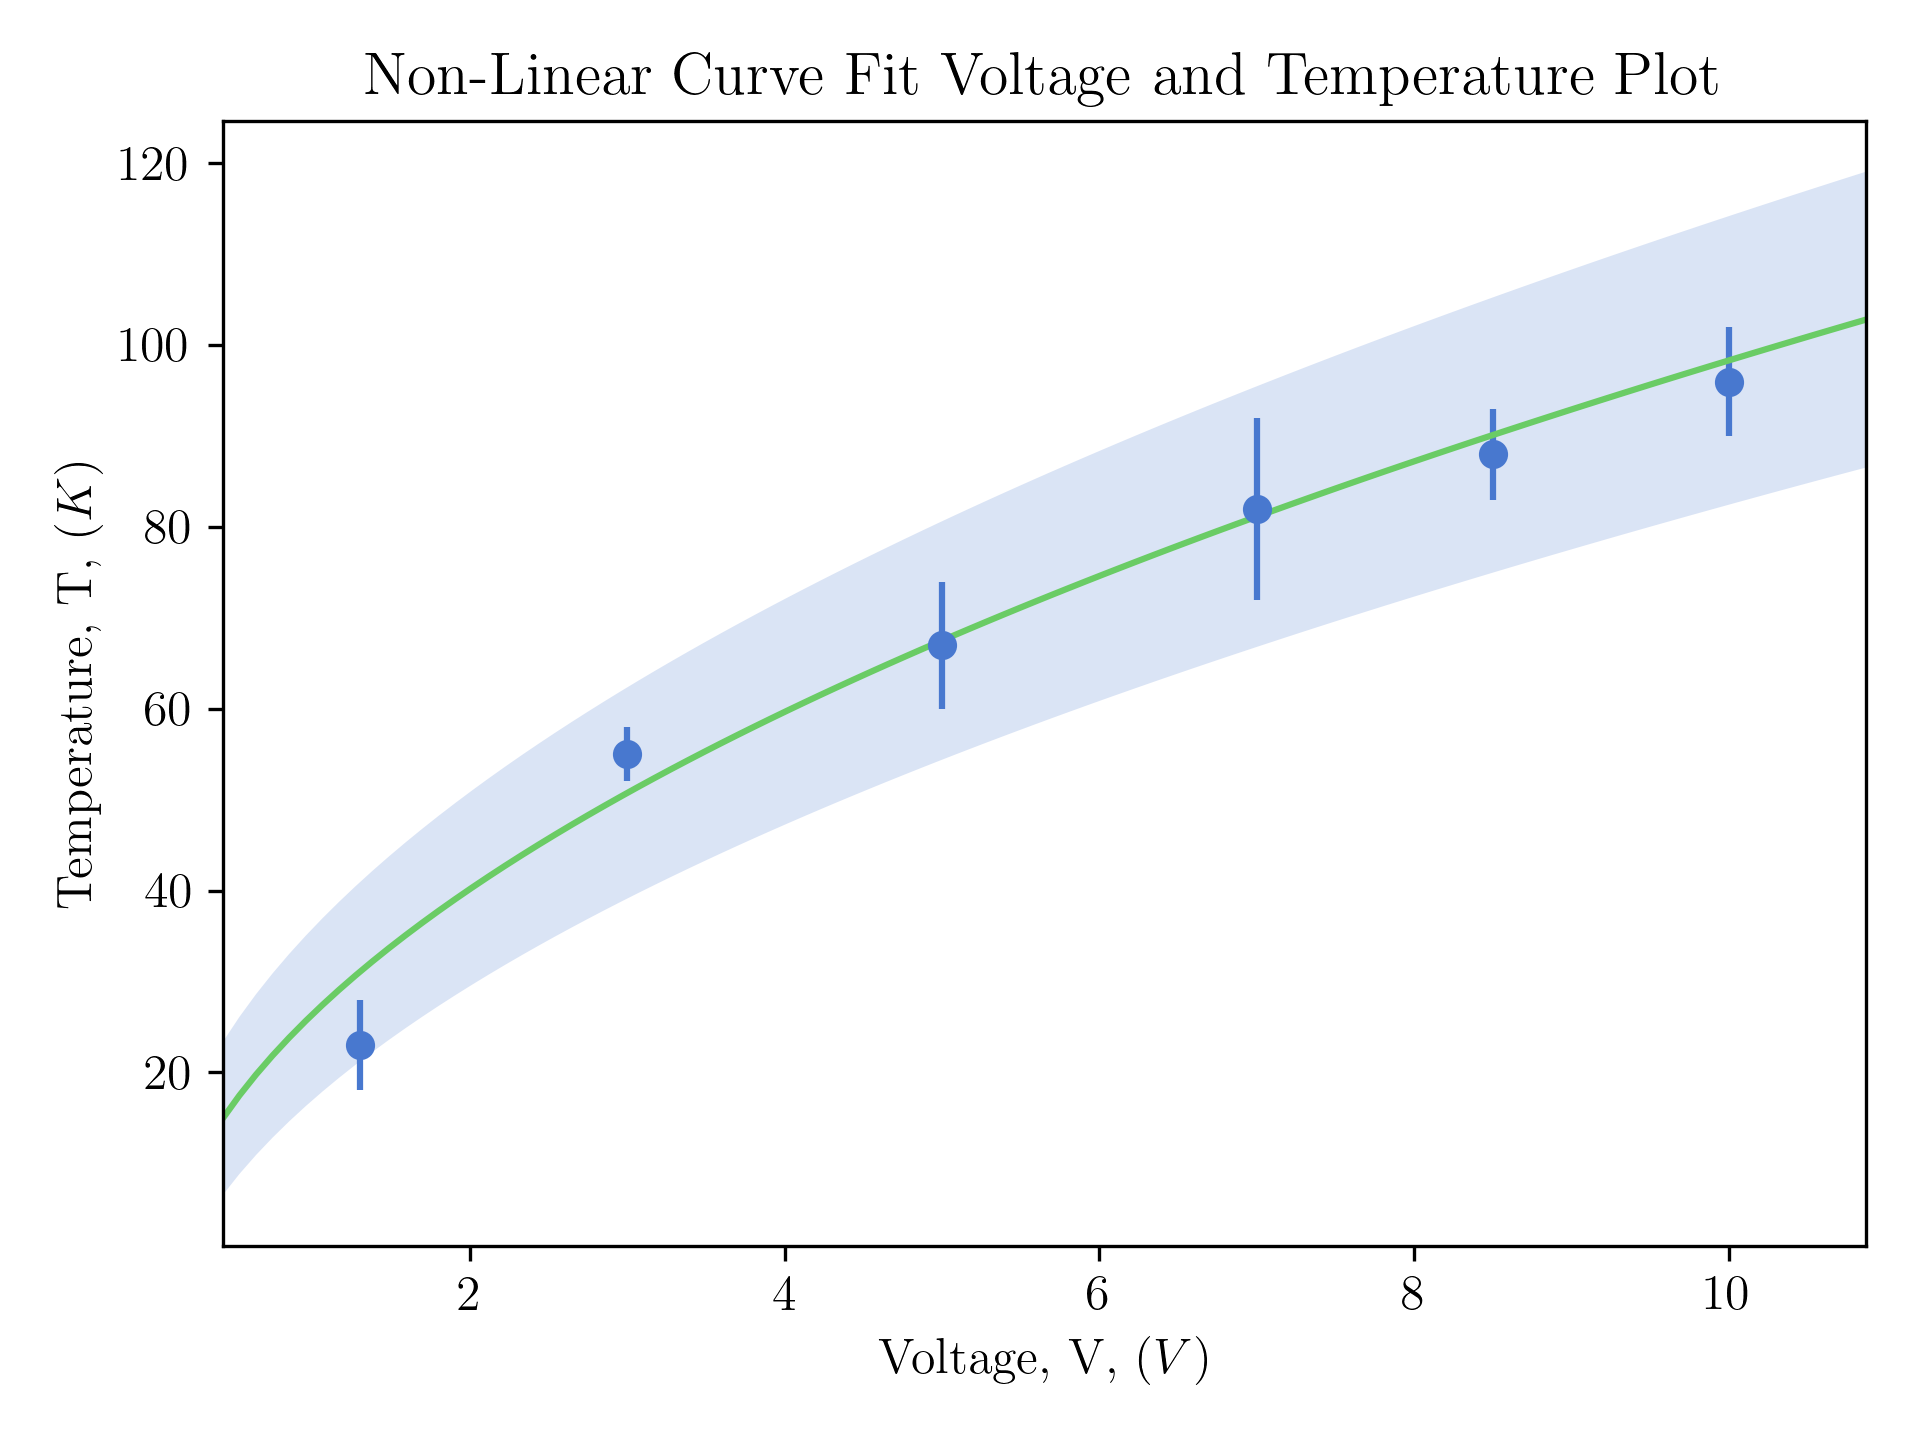 Non-Linear Curve Fit Voltage and Temperature Plot
120
100
80
60
40
20
Temperature, T, (K)
2 4 6 8 10
Voltage, V, (V)